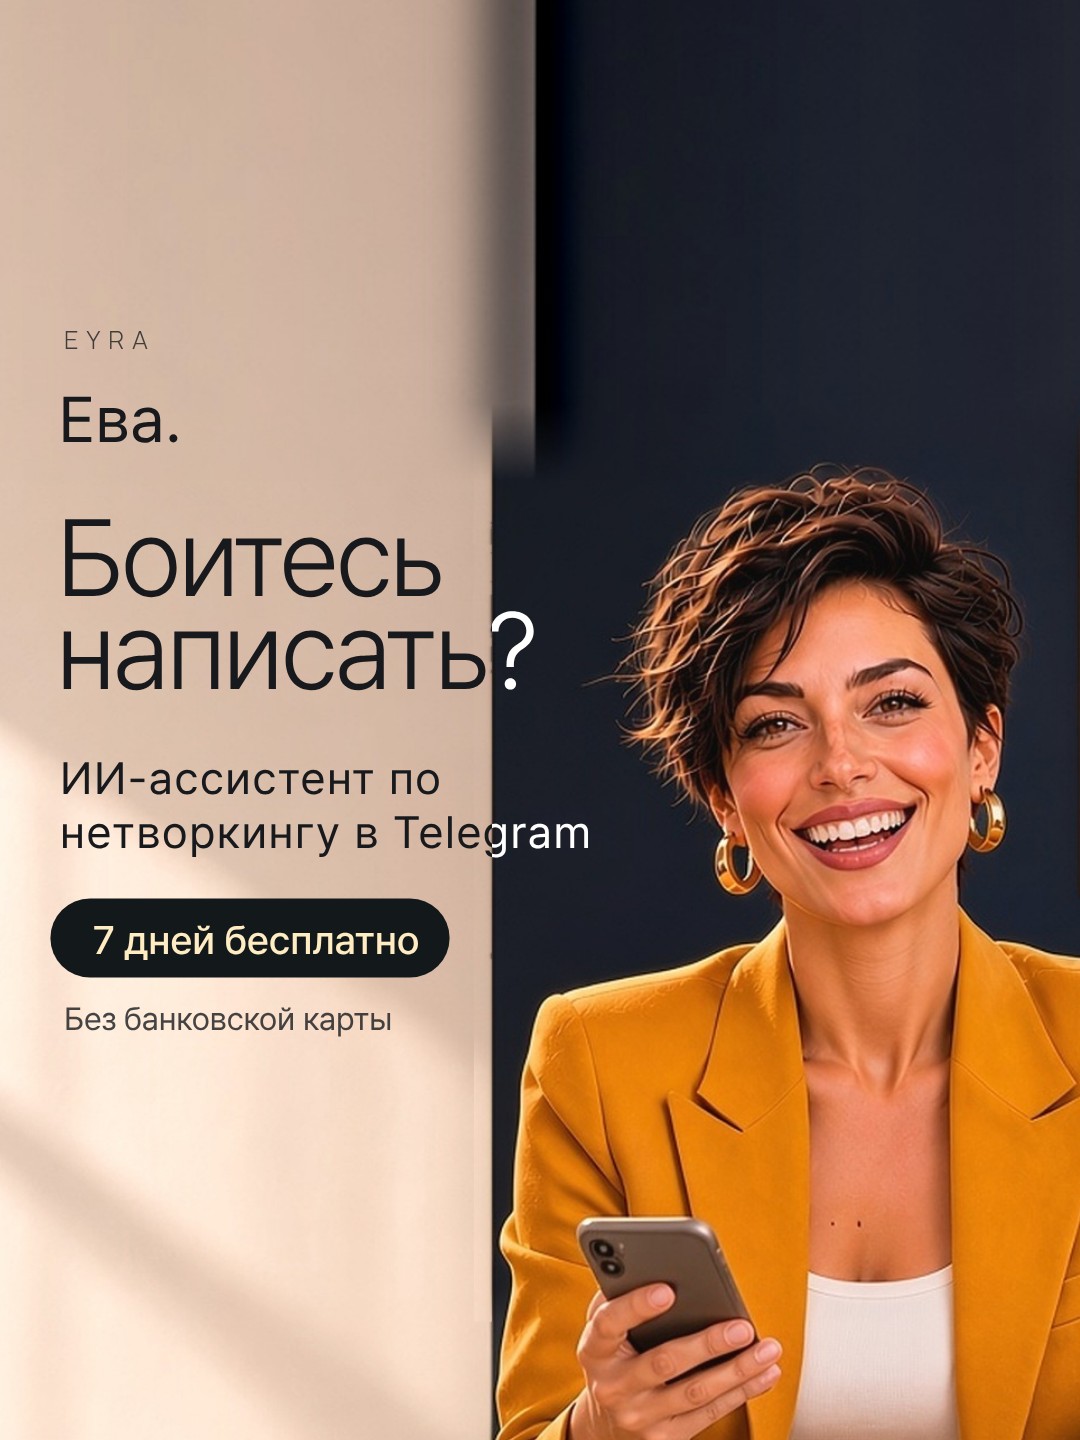 EYRA
Ева.
Боитесь
написать?
ИИ-ассистент по
нетворкингу в Telegram
7 дней бесплатно
Без банковской карты